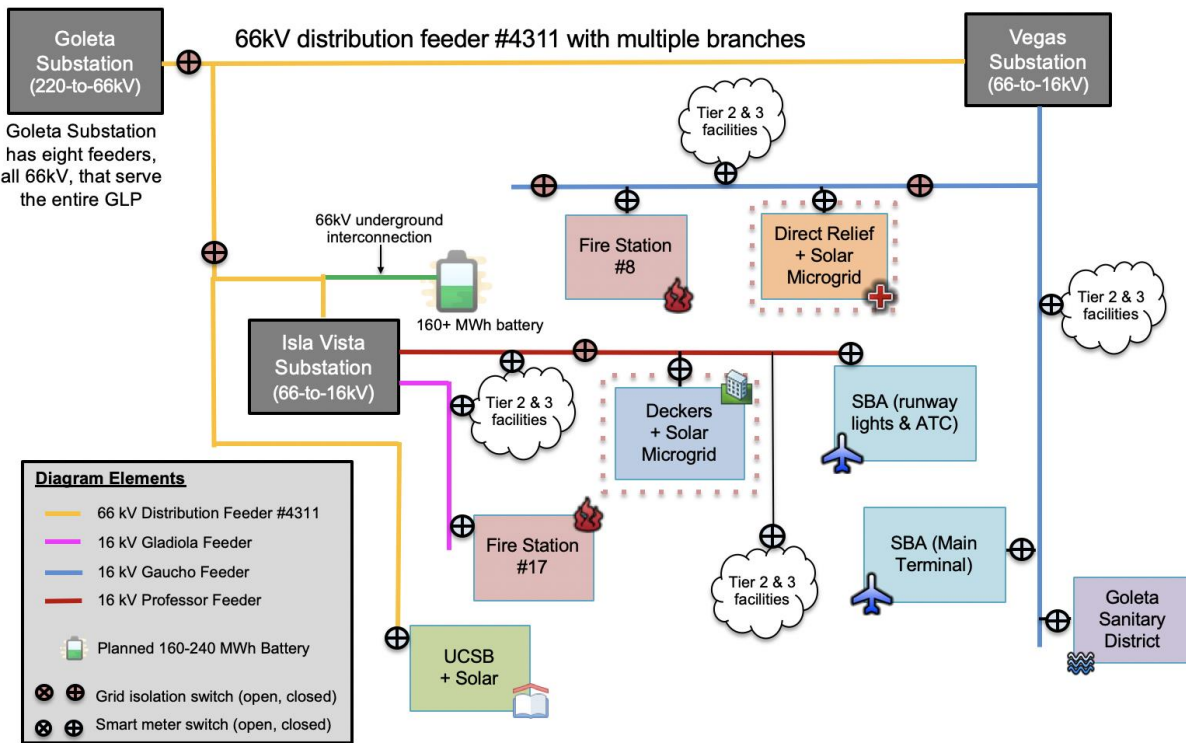 Goleta
Substation
(220-to-66kV)
66kV distribution feeder #4311 with multiple branches
Vegas
Substation
(66-to-16kV)
Goleta Substation
has eight feeders,
all 66kV, that serve
the entire GLP
Tier 2 & 3
facilities
66kV underground
interconnection
160+ MWh battery
Fire Station
#8
Direct Relief
+ Solar
Microgrid
Tier 2 & 3
facilities
Isla Vista
Substation
(66-to-16kV)
Tier 2 & 3
facilities
Deckers
+ Solar
Microgrid
SBA (runway
lights & ATC)
Fire Station
#17
Tier 2 & 3
facilities
SBA (Main
Terminal)
Goleta
Sanitary
District
UCSB
+ Solar
Diagram Elements
66 kV Distribution Feeder #4311
16 kV Gladiola Feeder
16 kV Gaucho Feeder
16 kV Professor Feeder
Planned 160-240 MWh Battery
Grid isolation switch (open, closed)
Smart meter switch (open, closed)